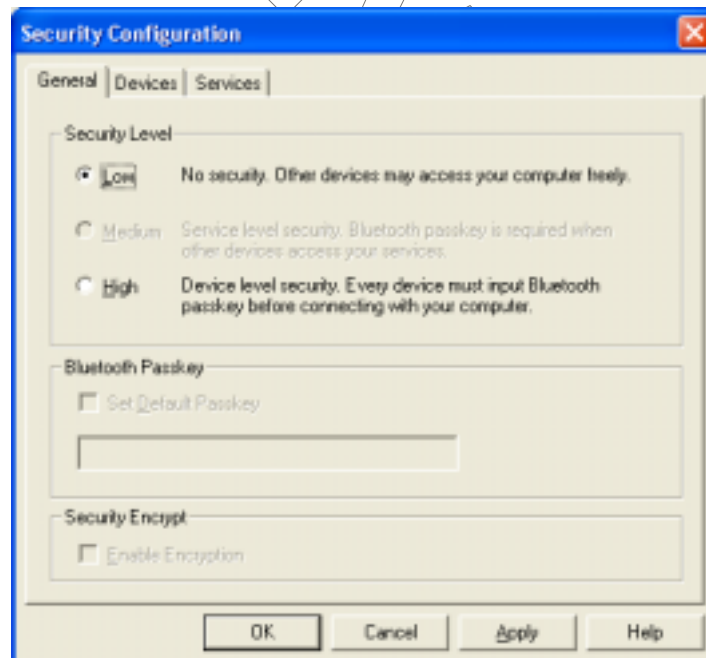 Security Configuration
General Devices Services
Security Level
Low No security. Other devices may access your computer freely.
Medium Service level security. Bluetooth passkey is required when
other devices access your services.
High Device level security. Every device must input Bluetooth
passkey before connecting with your computer.
Bluetooth Passkey
Set Default Passkey
Security Encrypt
Enable Encryption
OK Cancel Apply Help